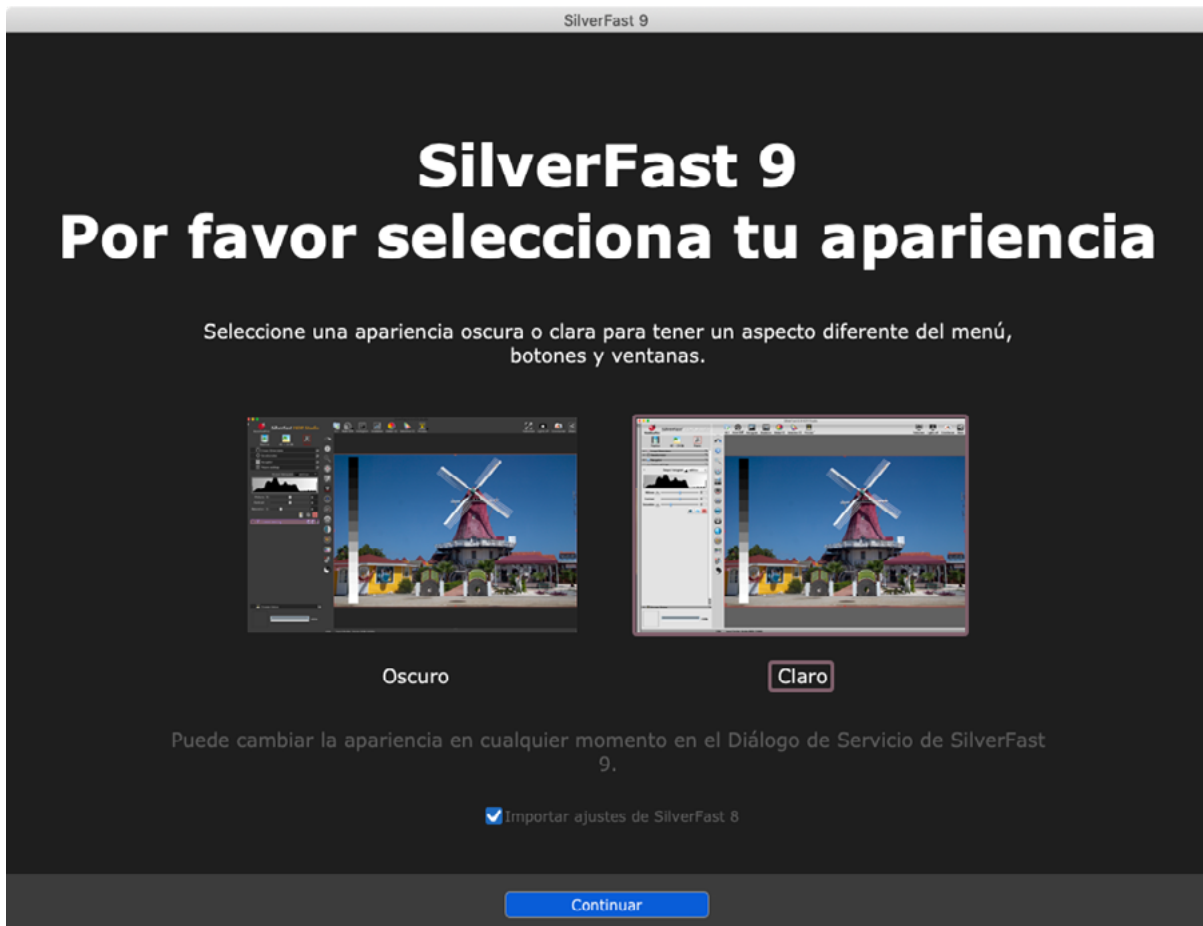 SilverFast 9
SilverFast 9
Por favor selecciona tu apariencia
Seleccione una apariencia oscura o clara para tener un aspecto diferente del menú,
botones y ventanas.
Oscuro
Claro
Puede cambiar la apariencia en cualquier momento en el Diálogo de Servicio de SilverFast
9.
Importar ajustes de SilverFast 8
Continuar